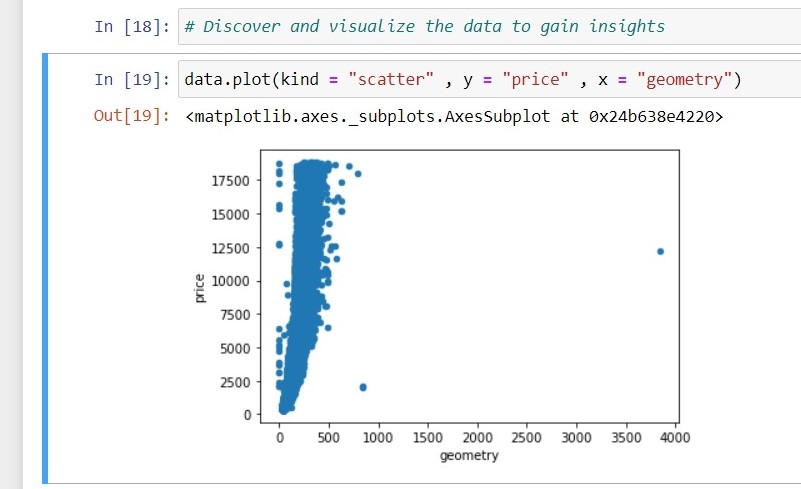 In [18]: # Discover and visualize the data to gain insights
In [19]: data.plot(kind = "scatter" , y = "price" , x = "geometry")
Out[19]: <matplotlib.axes._subplots.AxesSubplot at 0x24b638e4220>
17500
15000
12500
10000
7500
5000
2500
0
price
0 500 1000 1500 2000 2500 3000 3500 4000
geometry